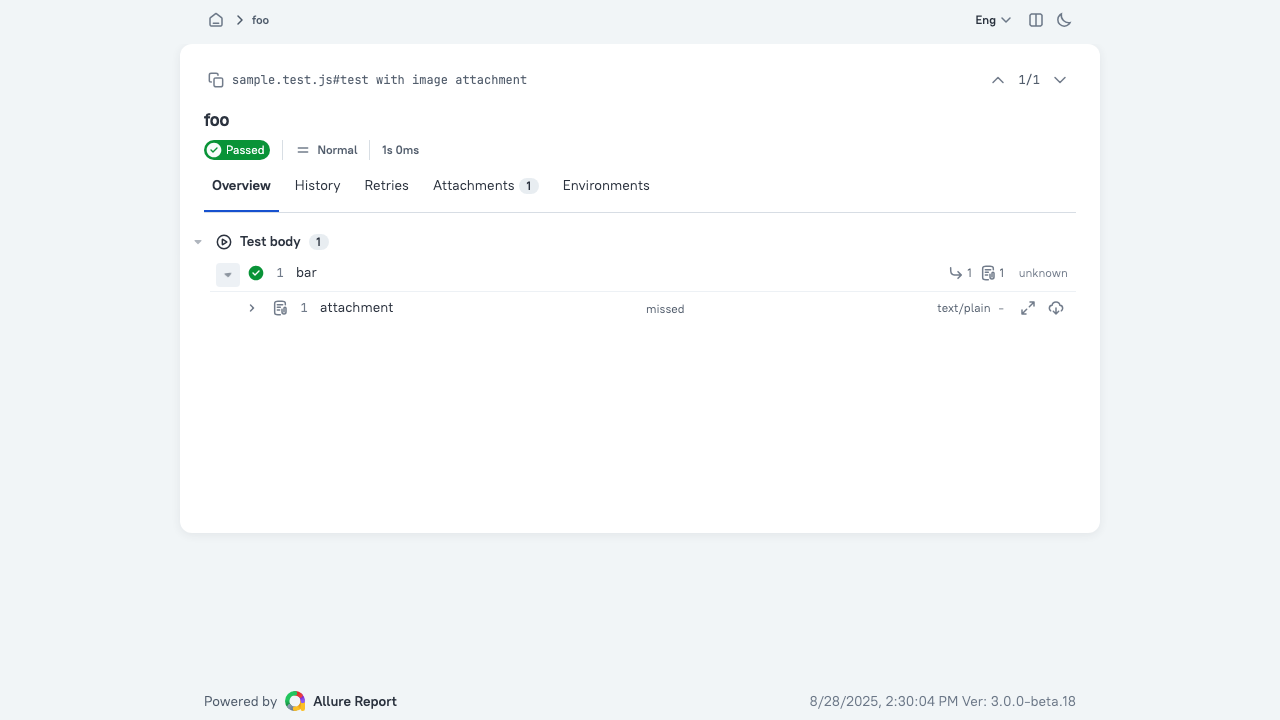 foo
Eng
sample.test.js#test with image attachment
1/1
foo
Passed
Normal
1s 0ms
Overview
History
Retries
Attachments 1
Environments
Test body 1
1 bar
1
1
unknown
1 attachment
missed
text/plain -
Powered by Allure Report
8/28/2025, 2:30:04 PM Ver: 3.0.0-beta.18